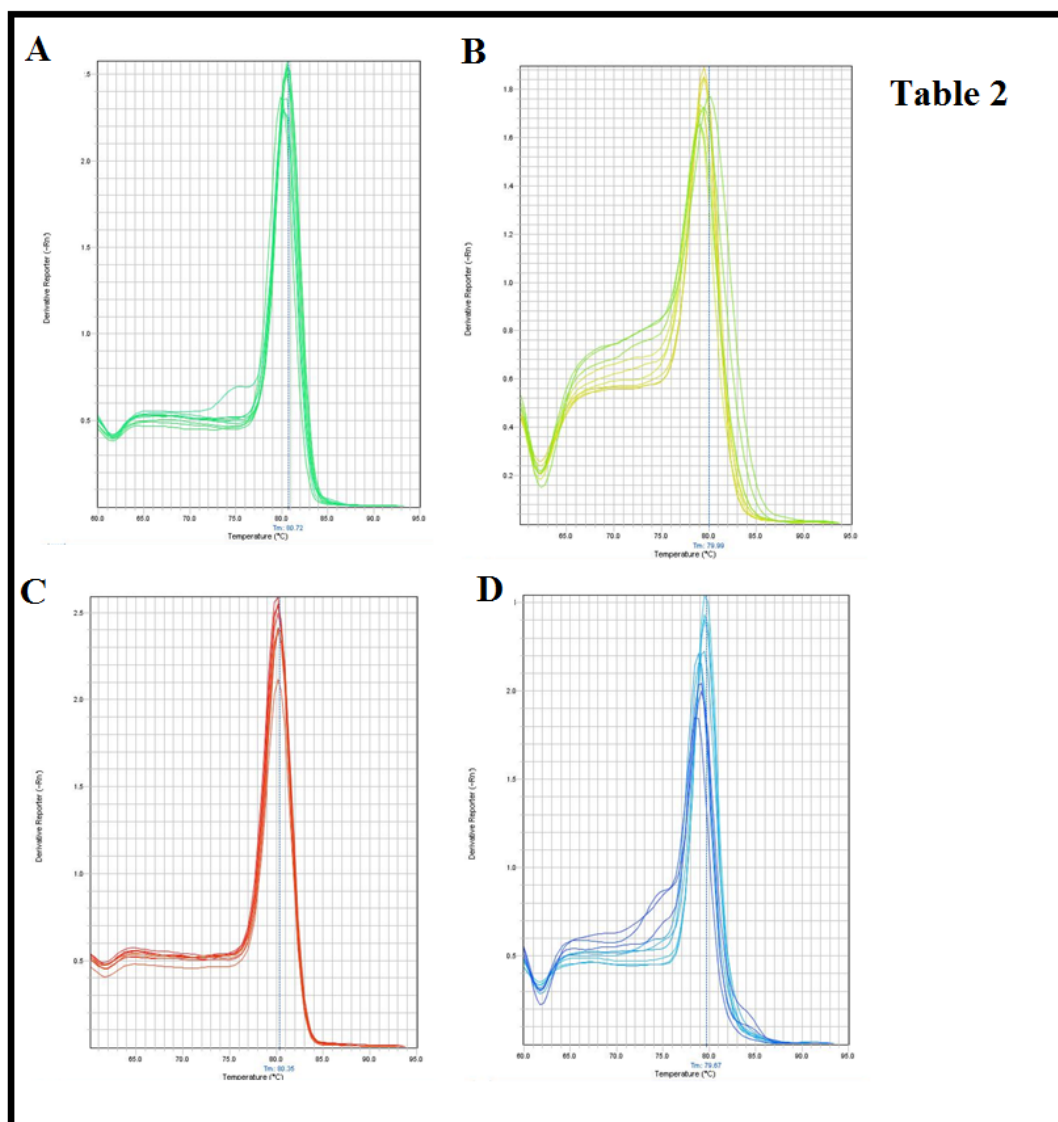 A
B
Table 2
Derivative Reporter (-Rn')
.5
2.0
1.5
1.0
0.5
60.0 65.0 70.0 75.0 80.0 85.0 90.0 95.0
Tm: 80.72
Temperature (°C)
Derivative Reporter (-Rn')
1.8
1.6
1.4
1.2
1.0
0.8
0.6
0.4
0.2
65.0 70.0 75.0 80.0 85.0 90.0 95.0
Tm: 79.99
Temperature (°C)
C
D
Derivative Reporter (-Rn')
2.5
2.0
1.5
1.0
0.5
65.0 70.0 75.0 80.0 85.0 90.0 95.0
Tm: 80.35
Temperature (°C)
Derivative Reporter (-Rn')
2.0
1.5
1.0
0.5
60.0 65.0 70.0 75.0 80.0 85.0 90.0 95.0
Tm: 79.67
Temperature (°C)